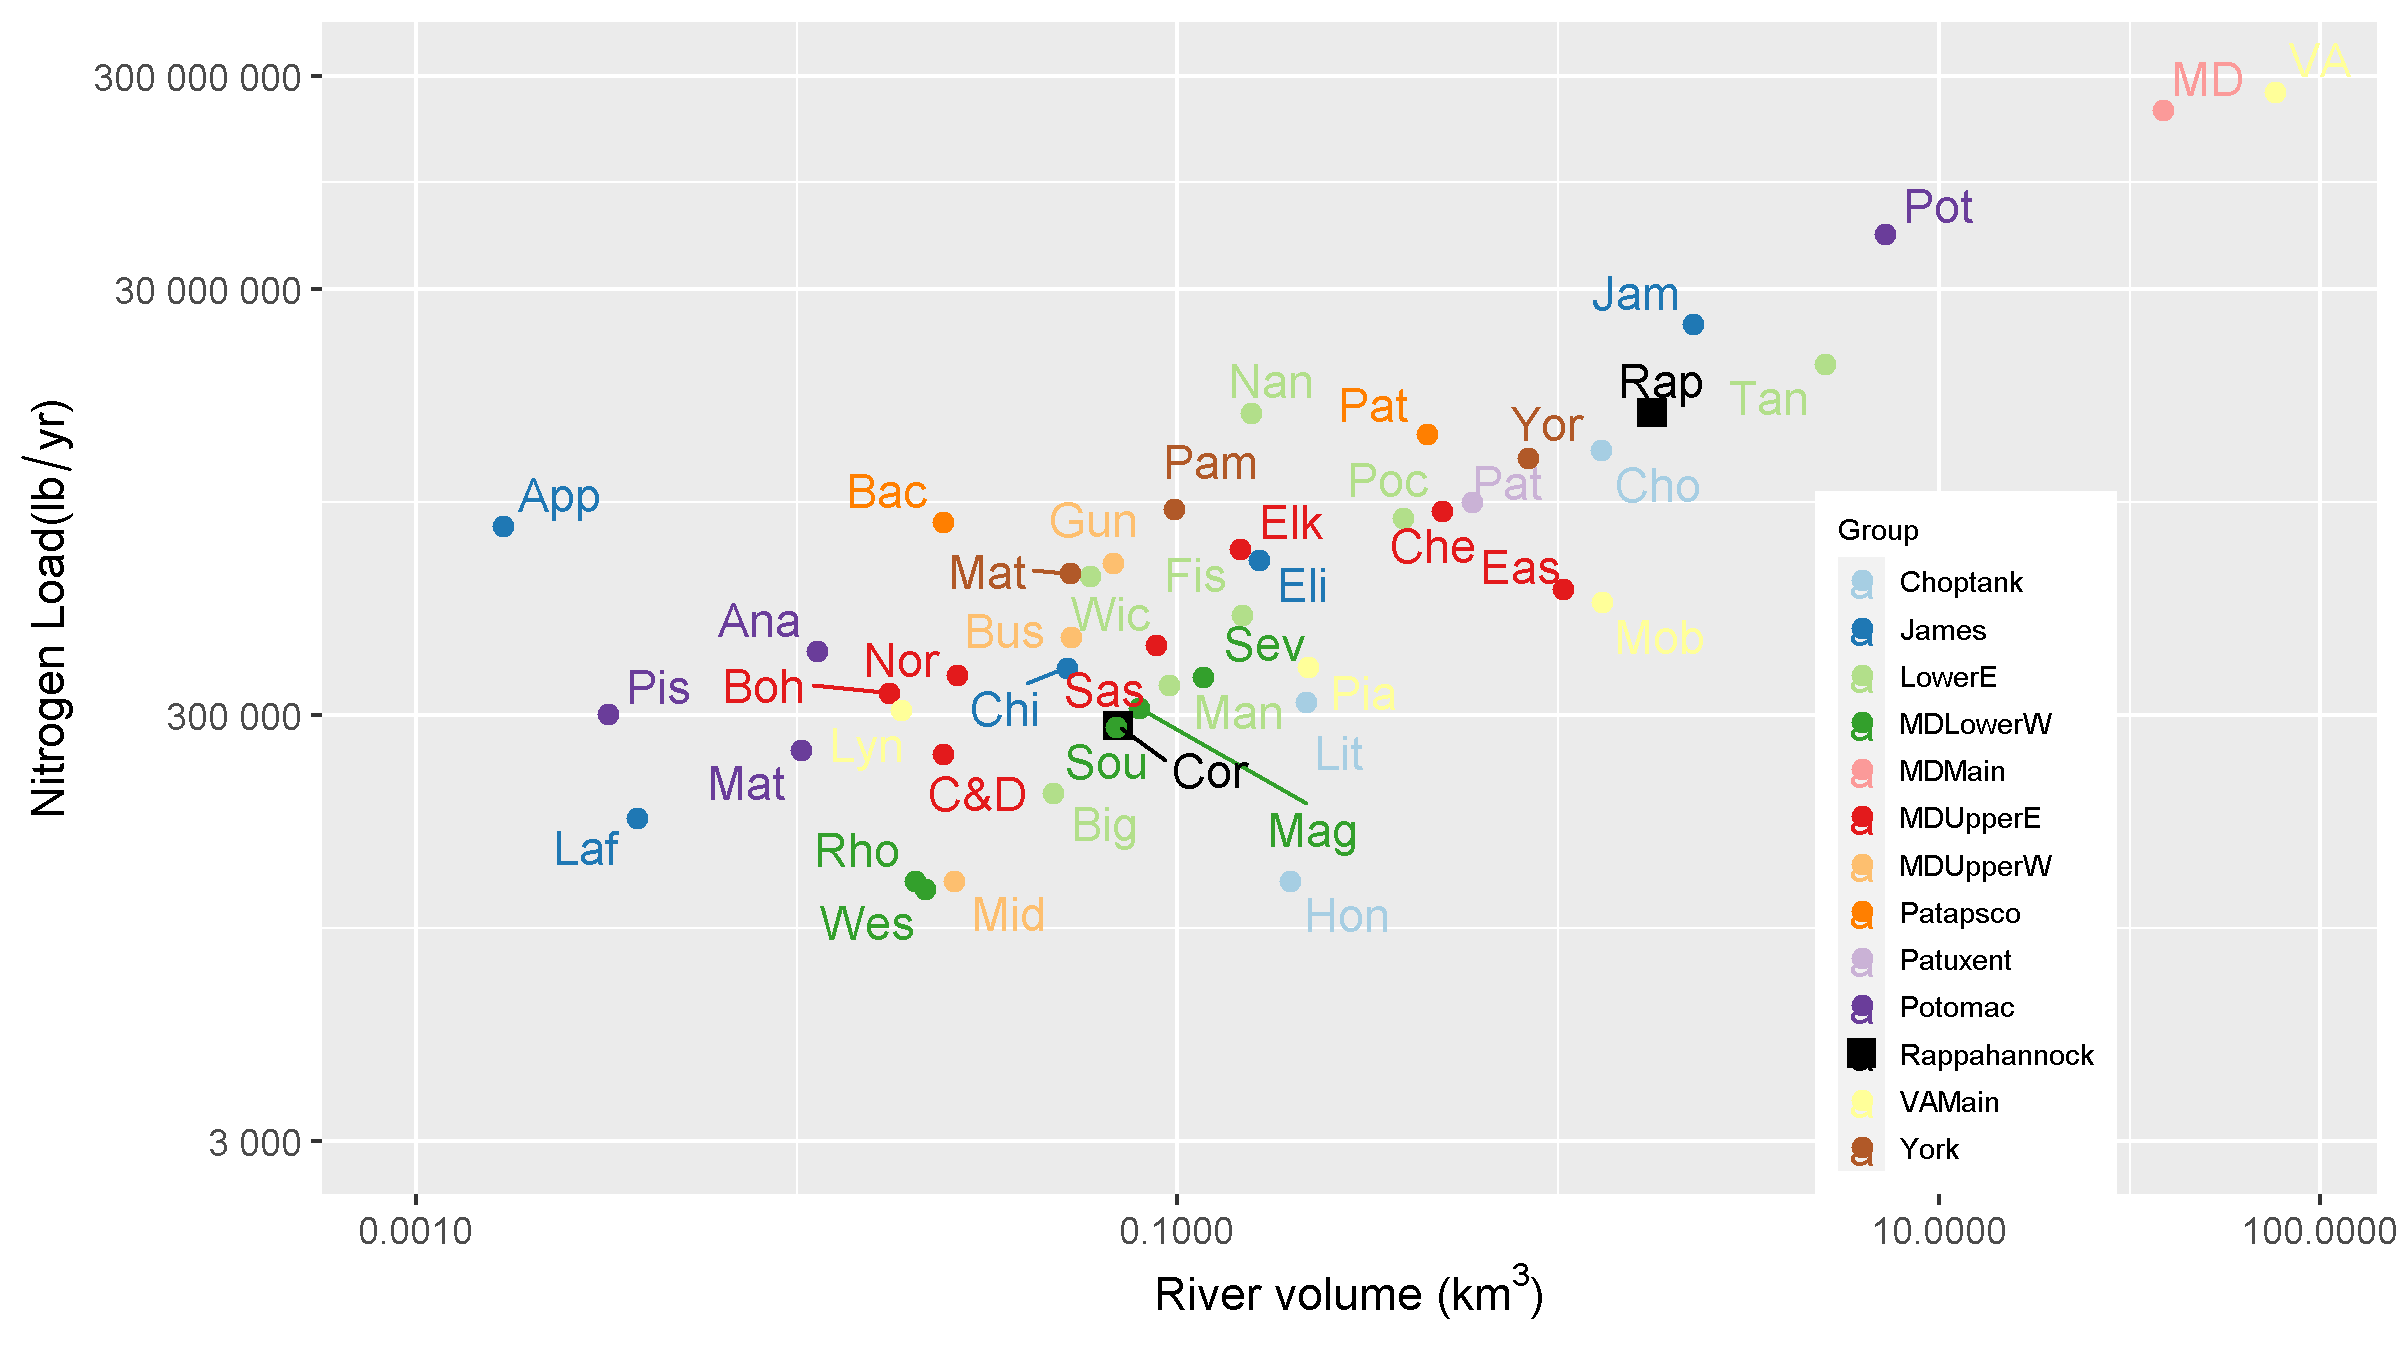 300 000 000
30 000 000
300 000
3 000
Nitrogen Load(lb/yr)
VA
MD
Pot
Jam
Nan
Rap
Tan
Pat
Yor
Pam
Cho
App
Bac
Poc
Pat
Gun
Elk
Che
Mat
Fis
Eli
Eas
Ana
Bus
Wic
Sev
Mob
Nor
Pis
Boh
Sas
Pia
Chi
Man
Lyn
Lit
Sou
Cor
Mat
C&D
Big
Mag
Laf
Rho
Wes
Mid
Hon
Group
a Choptank
a James
a LowerE
a MDLowerW
a MDMain
a MDUpperE
a MDUpperW
a Patapsco
a Patuxent
a Potomac
a Rappahannock
a VAMain
a York
0.0010 0.1000 10.0000 100.0000
River volume (km³)